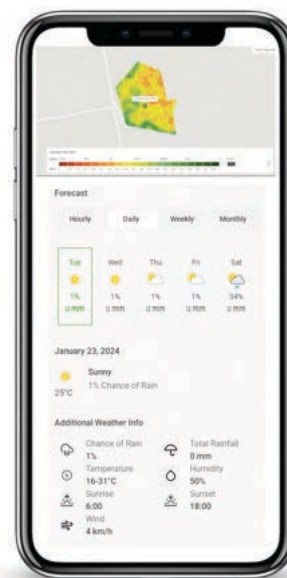 Forecast
Hourly Daily Weekly Monthly
Tue Wed Thu Fri Sat
1% 1% 1% 1% 34%
0 mm 0 mm 0 mm 0 mm 0 mm
January 23, 2024
Sunny
25°C 1% Chance of Rain
Additional Weather Info
Chance of Rain Total Rainfall
1% 0 mm
Temperature Humidity
16-31°C 50%
Sunrise Sunset
6:00 18:00
Wind
4 km/h